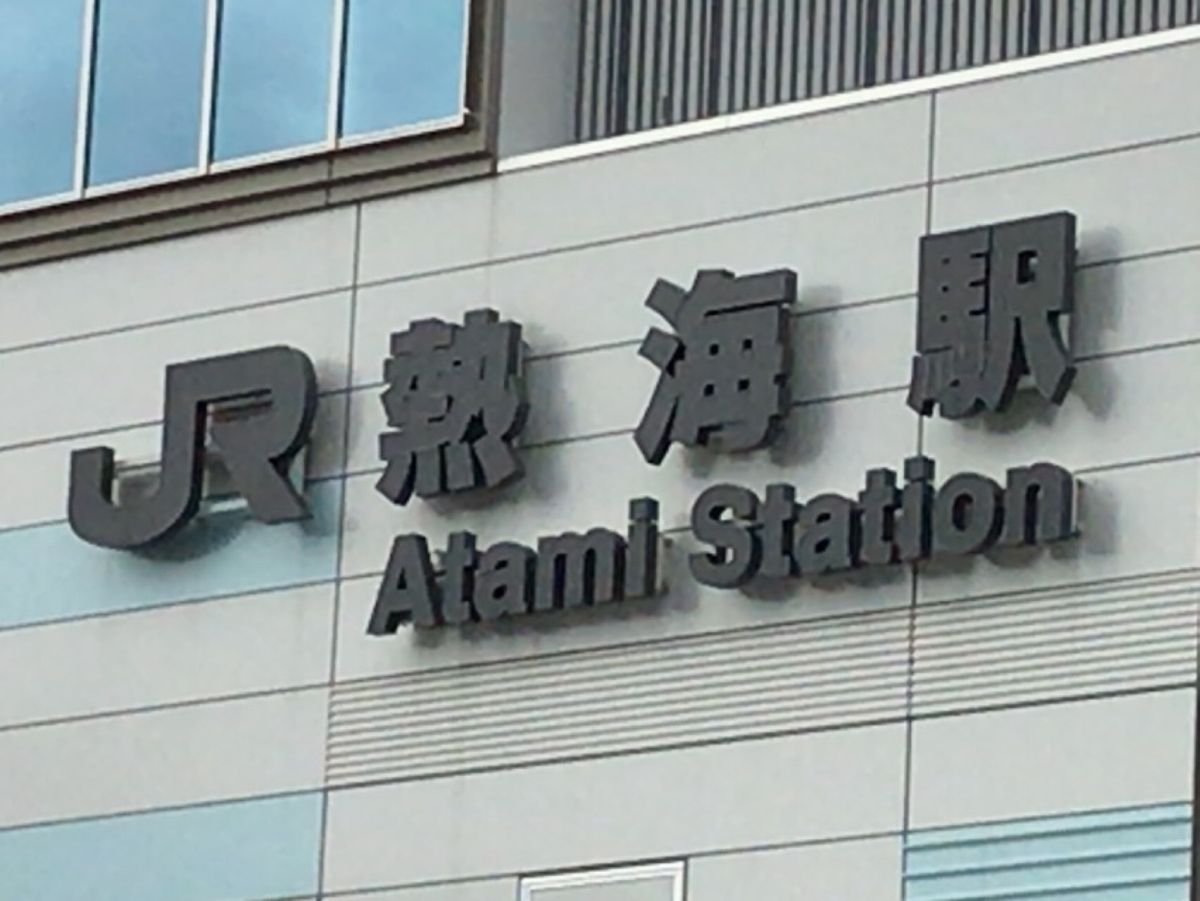 JR 熱海駅
Atami Station